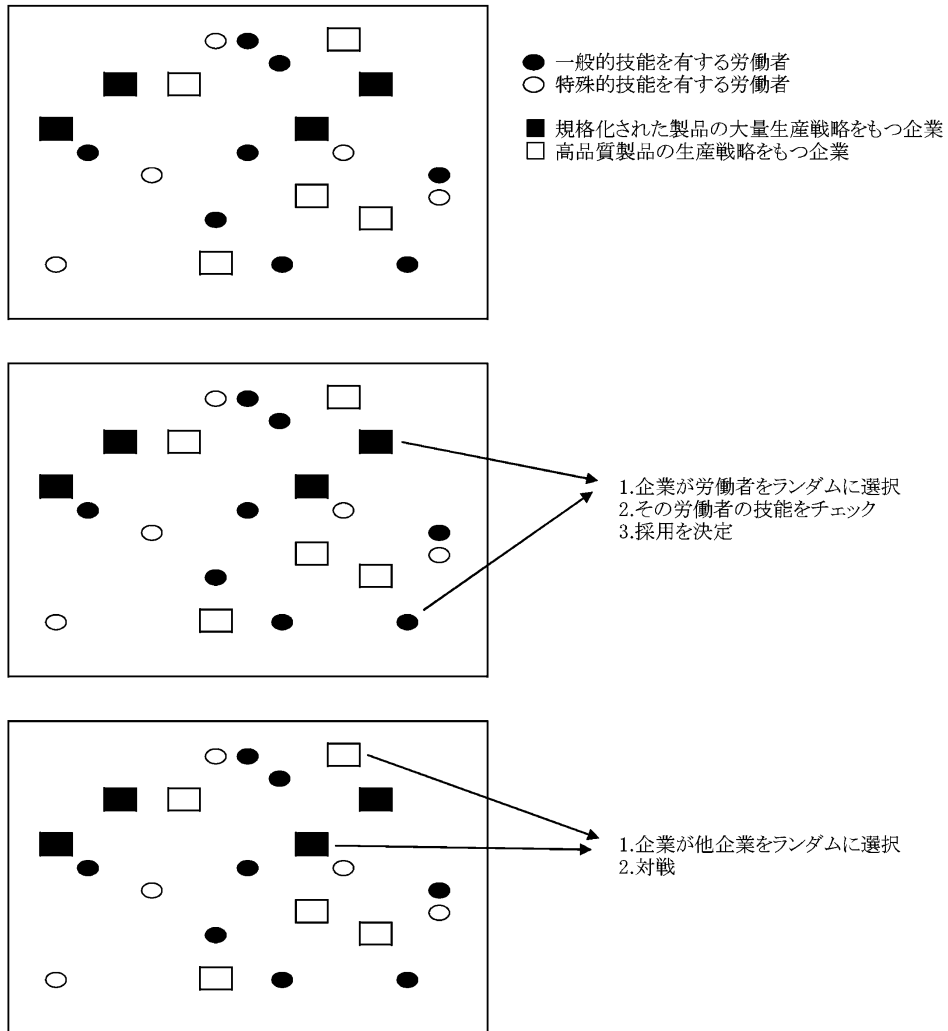 一般的技能を有する労働者
特殊的技能を有する労働者
規格化された製品の大量生産戦略をもつ企業
高品質製品の生産戦略をもつ企業
1.企業が労働者をランダムに選択
2.その労働者の技能をチェック
3.採用を決定
1.企業が他企業をランダムに選択
2.対戦